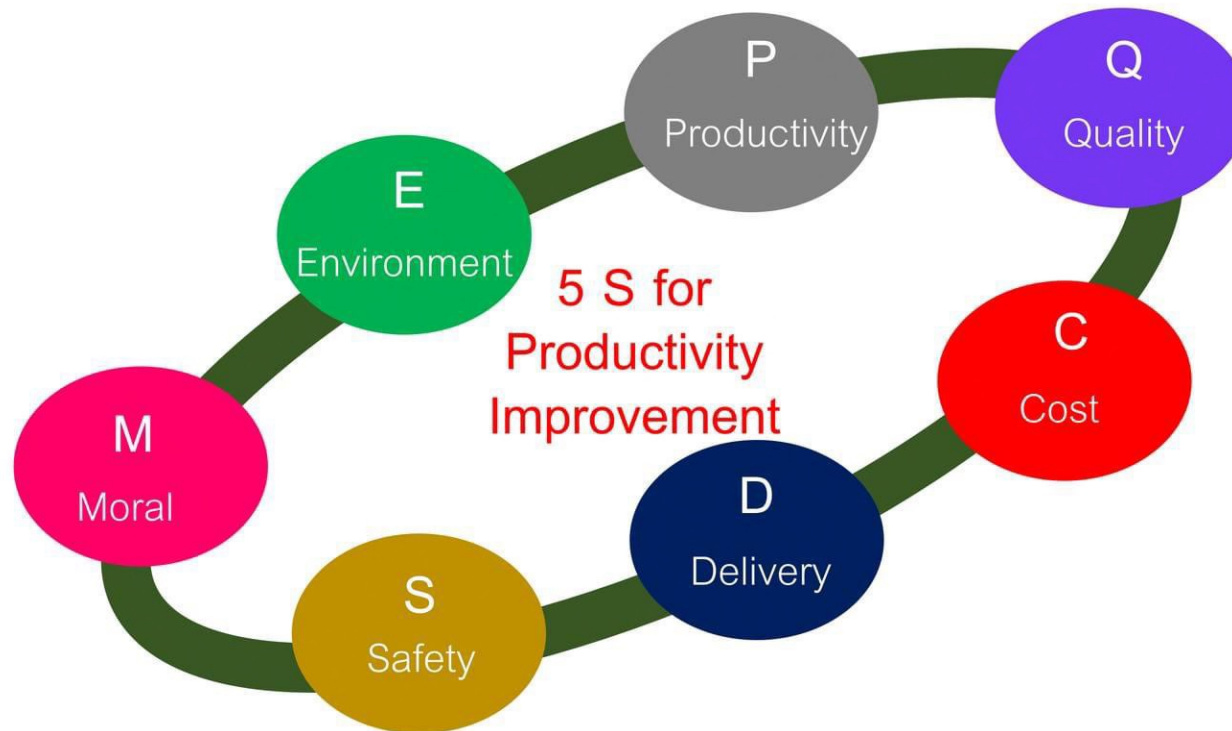 P
Productivity
Q
Quality
E
Environment
5 S for
Productivity
Improvement
C
Cost
M
Moral
D
Delivery
S
Safety